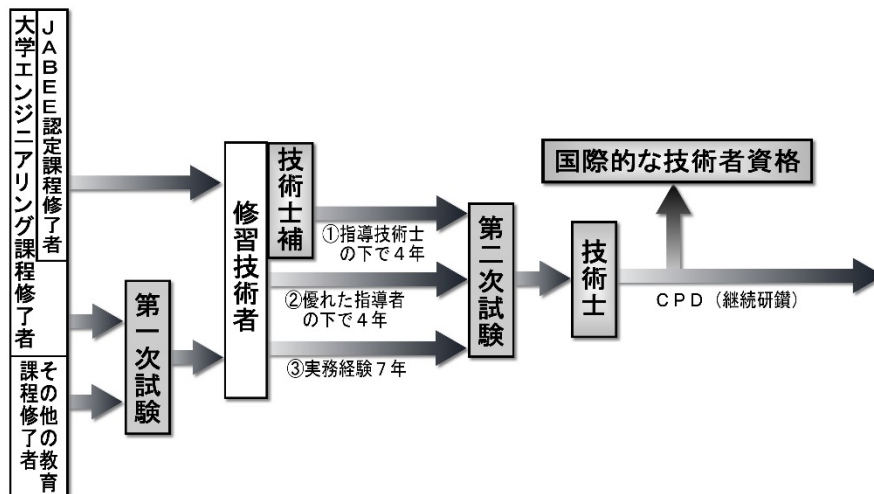 大学エンジニアリング課程修了者
JABEE認定課程修了者
その他の教育
課程修了者
第一次試験
修習技術者
技術士補
①指導技術士
の下で4年
②優れた指導者
の下で4年
③実務経験7年
第二次試験
技術士
国際的な技術者資格
CPD（継続研鑽）